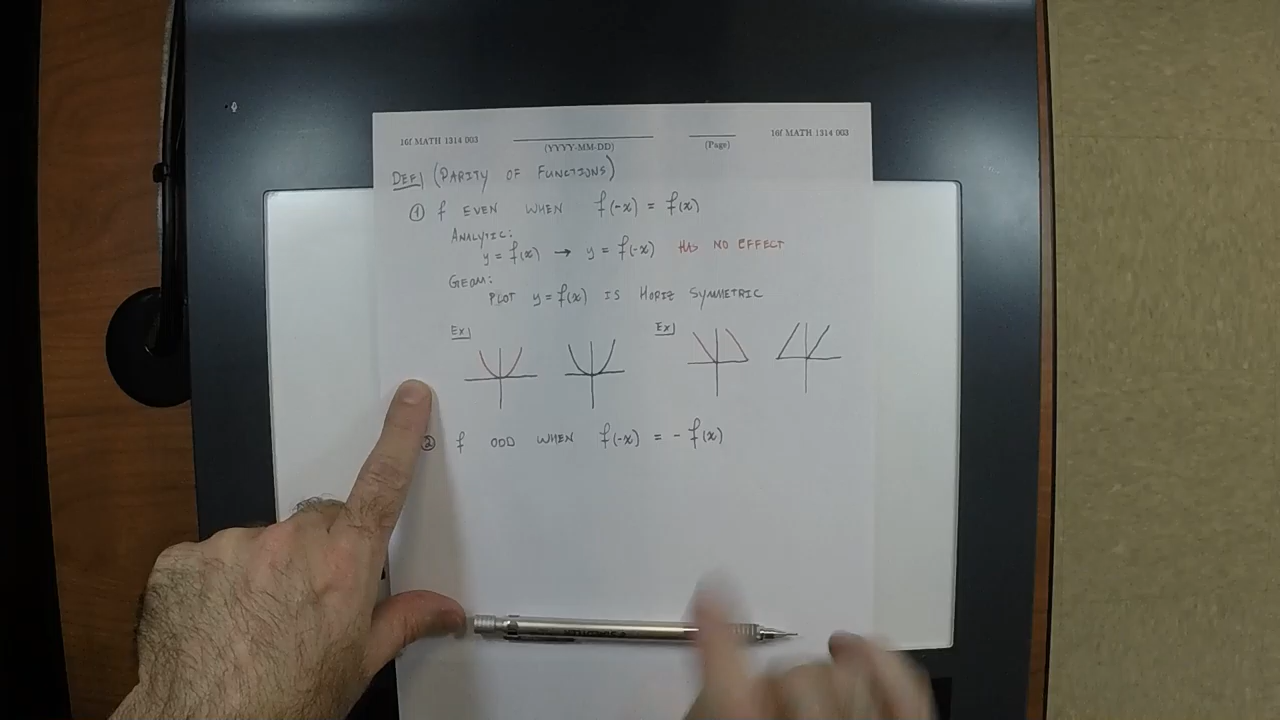 16f MATH 1314 003
(YYYY-MM-DD)
(Page)
16f MATH 1314 003
DEF (PARITY OF FUNCTIONS)
① f EVEN WHEN f(-x) = f(x)
ANALYTIC:
y = f(x) → y = f(-x) HAS NO EFFECT
GEOM:
PLOT y = f(x) IS HORIZ SYMMETRIC
EX
EX
② f ODD WHEN f(-x) = - f(x)